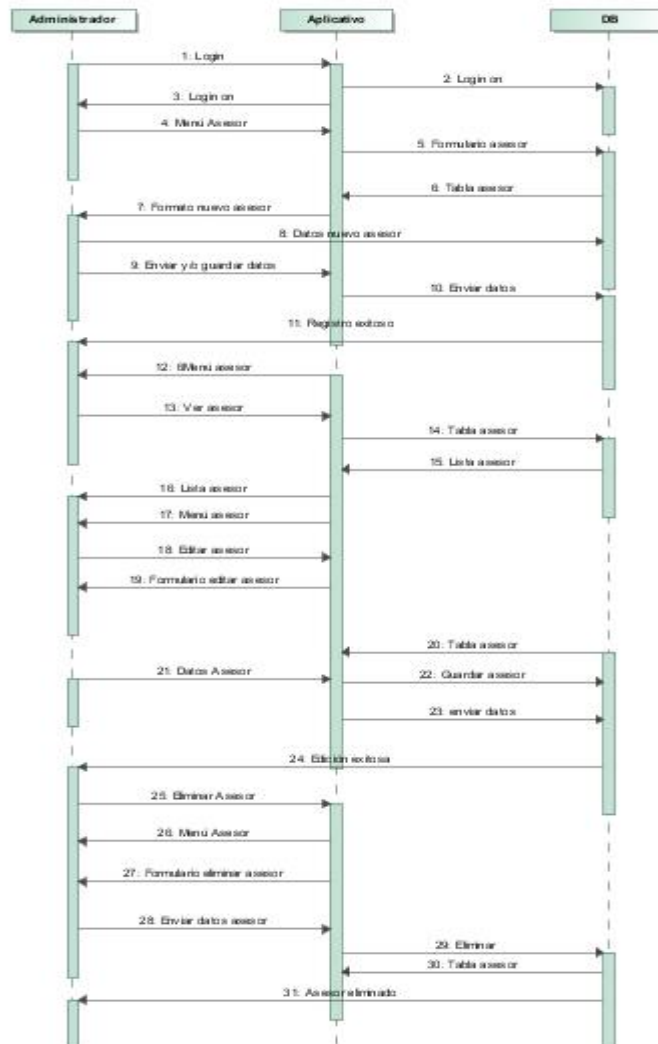 Administrador
Aplicativo
DB
1: Login
2: Login on
3: Login on
4: Menú Asesor
5: Formulario asesor
6: Tabla asesor
7: Formato nuevo asesor
8: Datos nuevo asesor
9: Enviar y/o guardar datos
10: Enviar datos
11: Registro exitoso
12: 6Menú asesor
13: Ver asesor
14: Tabla asesor
15: Lista asesor
16: Lista asesor
17: Menú asesor
18: Editar asesor
19: Formulario editar asesor
20: Tabla asesor
21: Datos Asesor
22: Guardar asesor
23: enviar datos
24: Edición exitosa
25: Eliminar Asesor
26: Menú Asesor
27: Formulario eliminar asesor
28: Enviar datos asesor
29: Eliminar
30: Tabla asesor
31: Asesor eliminado